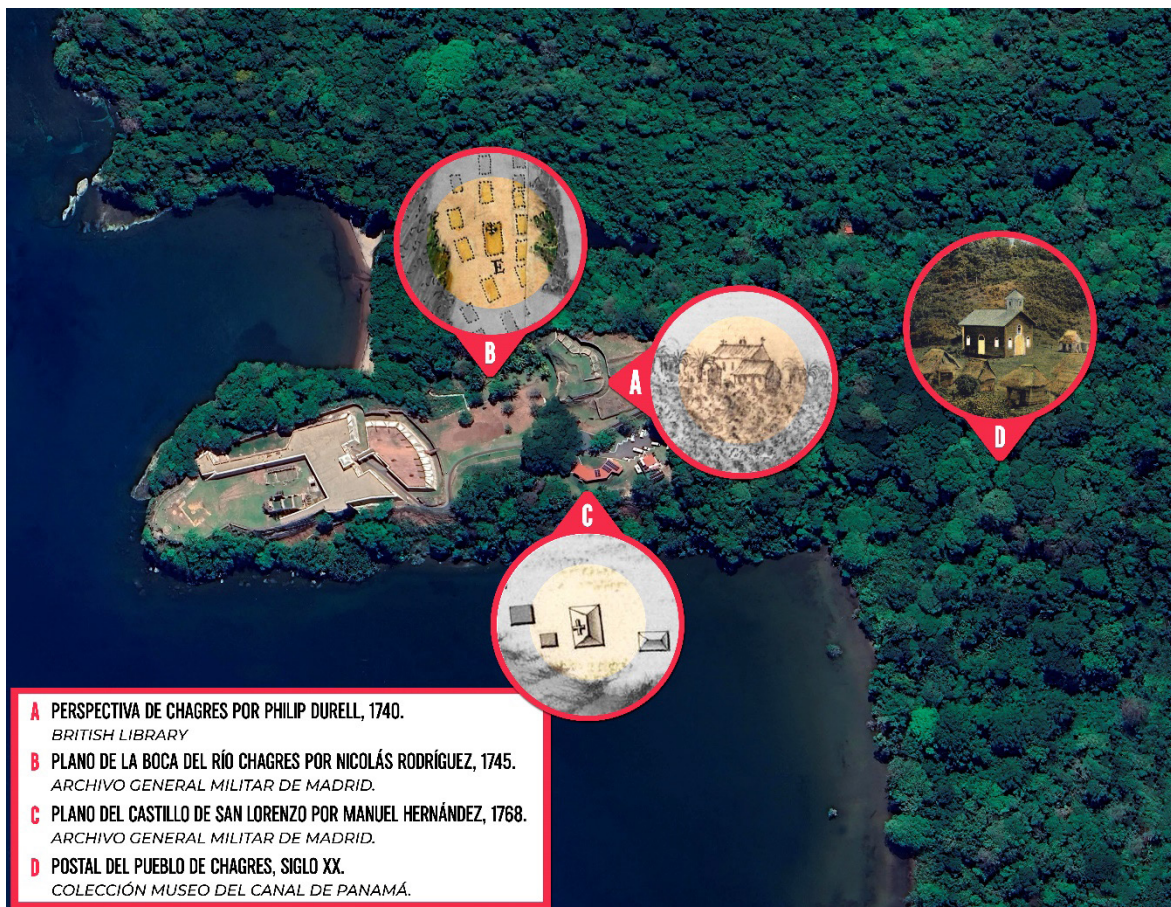 E
B
A
D
C
A PERSPECTIVA DE CHAGRES POR PHILIP DURELL, 1740.
BRITISH LIBRARY
B PLANO DE LA BOCA DEL RÍO CHAGRES POR NICOLÁS RODRÍGUEZ, 1745.
ARCHIVO GENERAL MILITAR DE MADRID.
C PLANO DEL CASTILLO DE SAN LORENZO POR MANUEL HERNÁNDEZ, 1768.
ARCHIVO GENERAL MILITAR DE MADRID.
D POSTAL DEL PUEBLO DE CHAGRES, SIGLO XX.
COLECCIÓN MUSEO DEL CANAL DE PANAMÁ.